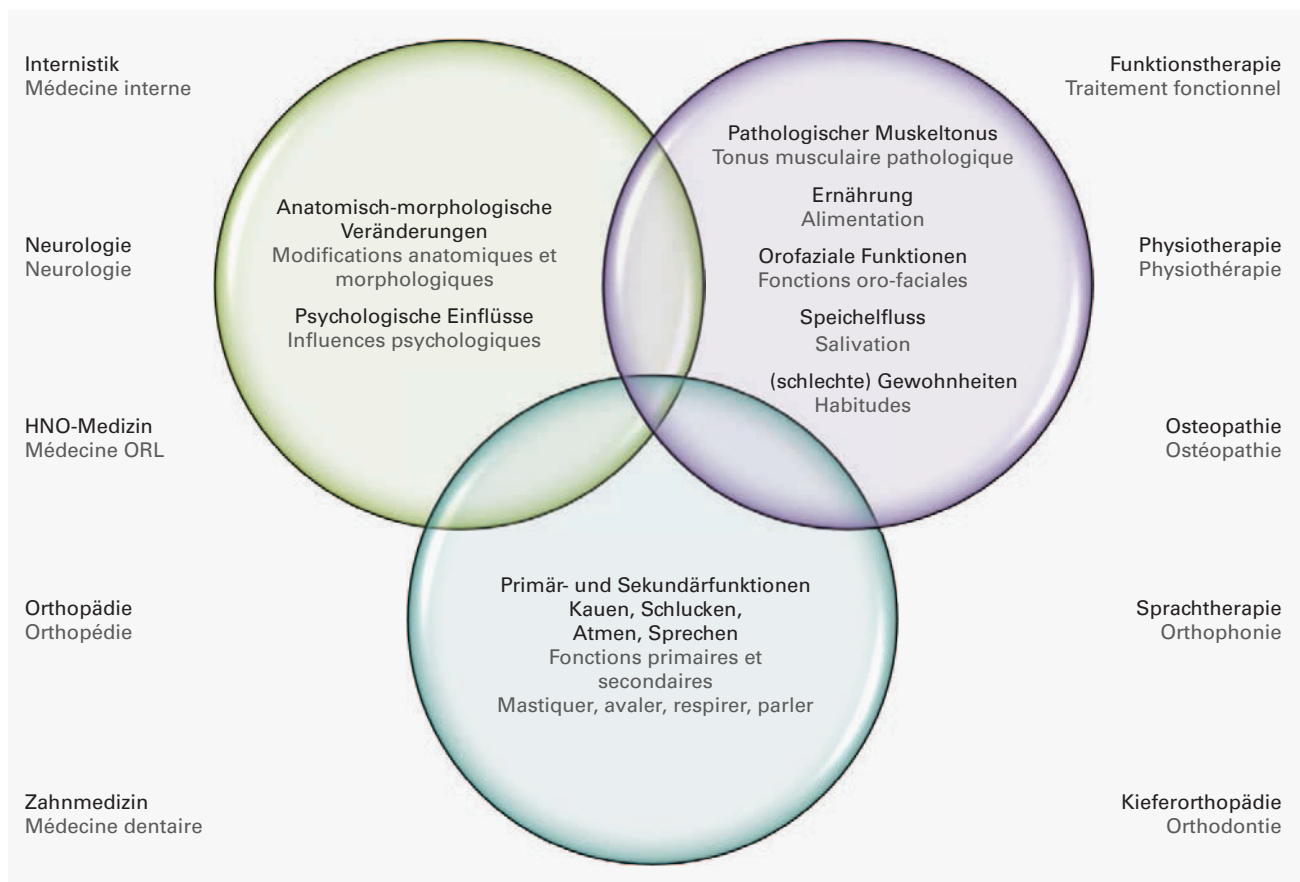 Internistik
Médecine interne
Neurologie
Neurologie
HNO-Medizin
Médecine ORL
Orthopädie
Orthopédie
Zahnmedizin
Médecine dentaire
Anatomisch-morphologische
Veränderungen
Modifications anatomiques et
morphologiques
Psychologische Einflüsse
Influences psychologiques
Pathologischer Muskeltonus
Tonus musculaire pathologique
Ernährung
Alimentation
Orofaziale Funktionen
Fonctions oro-faciales
Speichelfluss
Salivation
(schlechte) Gewohnheiten
Habitudes
Primär- und Sekundärfunktionen
Kauen, Schlucken,
Atmen, Sprechen
Fonctions primaires et
secondaires
Mastiquer, avaler, respirer, parler
Funktionstherapie
Traitement fonctionnel
Physiotherapie
Physiothérapie
Osteopathie
Ostéopathie
Sprachtherapie
Orthophonie
Kieferorthopädie
Orthodontie